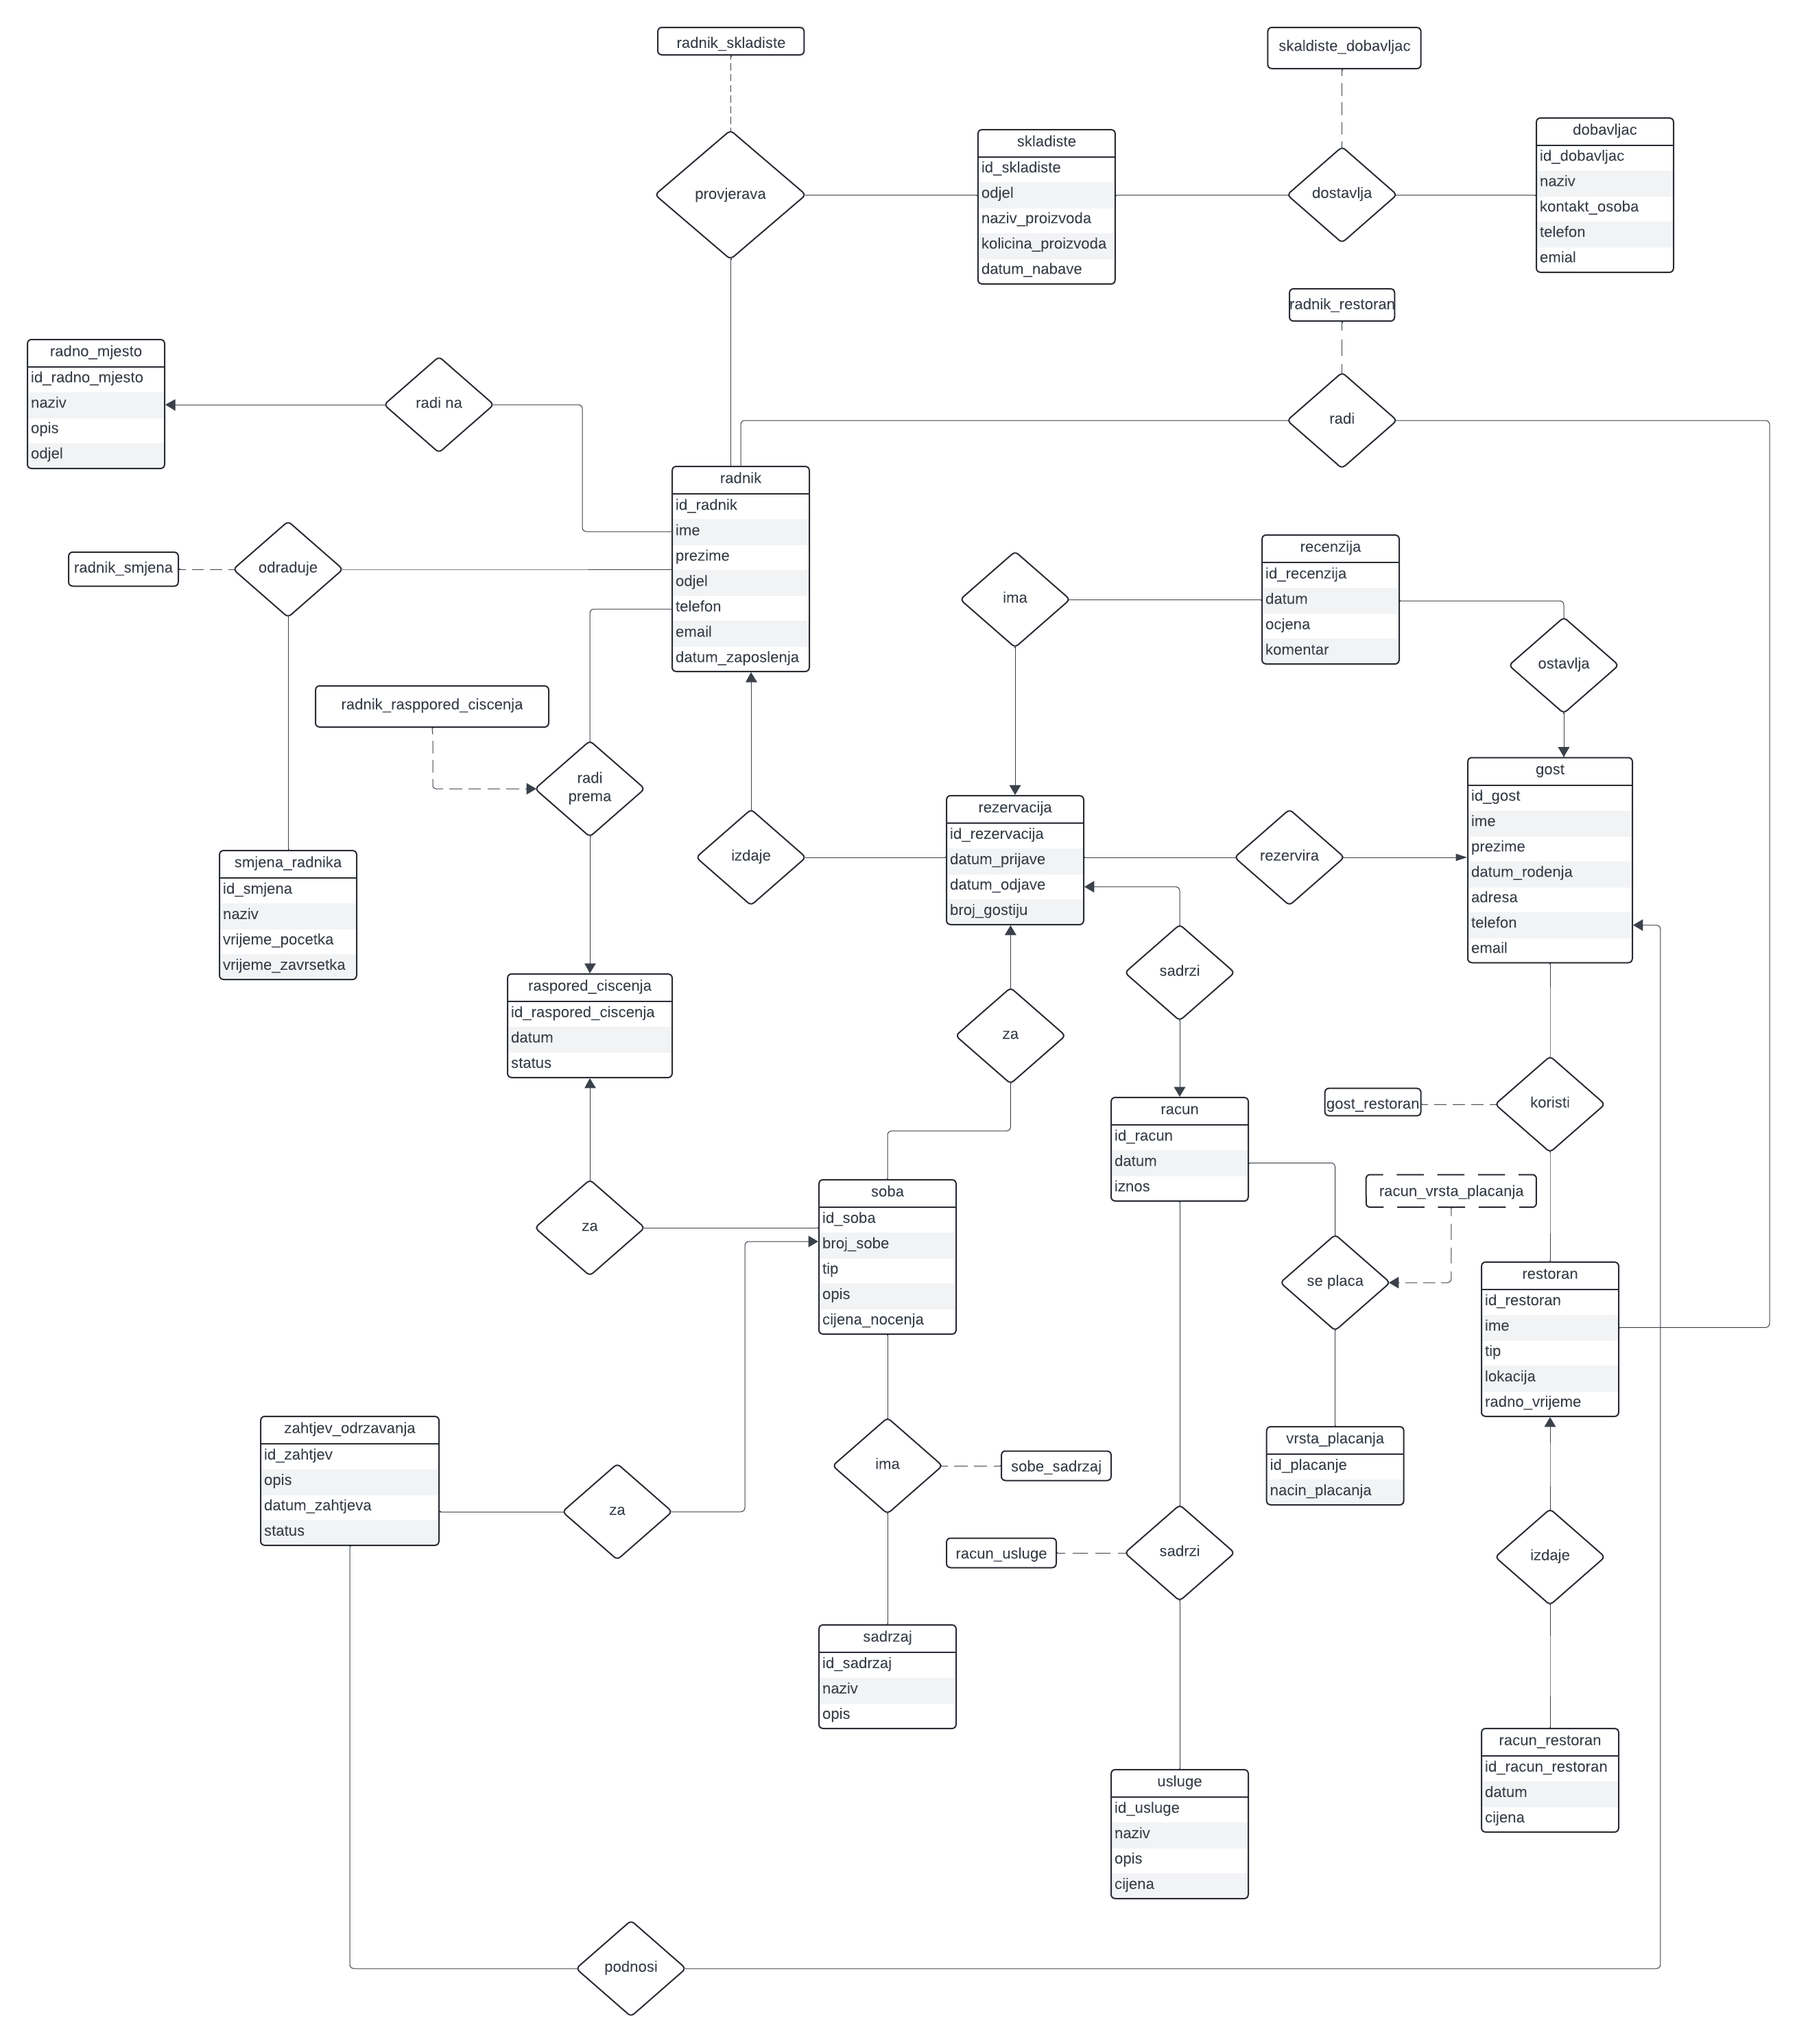 radnik_skladiste
skaldiste_dobavljac
provjerava
skladiste
id_skladiste
odjel
naziv_proizvoda
kolicina_proizvoda
datum_nabave
dostavlja
dobavljac
id_dobavljac
naziv
kontakt_osoba
telefon
emial
radnik_restoran
radno_mjesto
id_radno_mjesto
naziv
opis
odjel
radi na
radi
radnik
id_radnik
ime
prezime
odjel
telefon
email
datum_zaposlenja
radnik_smjena
odraduje
ima
recenzija
id_recenzija
datum
ocjena
komentar
ostavlja
radnik_rasppored_ciscenja
radi
prema
smjena_radnika
id_smjena
naziv
vrijeme_pocetka
vrijeme_zavrsetka
izdaje
rezervacija
id_rezervacija
datum_prijave
datum_odjave
broj_gostiju
rezervira
gost
id_gost
ime
prezime
datum_rodenja
adresa
telefon
email
raspored_ciscenja
id_raspored_ciscenja
datum
status
za
sadrzi
racun
id_racun
datum
iznos
gost_restoran
koristi
racun_vrsta_placanja
za
soba
id_soba
broj_sobe
tip
opis
cijena_nocenja
se placa
restoran
id_restoran
ime
tip
lokacija
radno_vrijeme
zahtjev_odrzavanja
id_zahtjev
opis
datum_zahtjeva
status
za
ima
sobe_sadrzaj
vrsta_placanja
id_placanje
nacin_placanja
racun_usluge
sadrzi
izdaje
sadrzaj
id_sadrzaj
naziv
opis
usluge
id_usluge
naziv
opis
cijena
racun_restoran
id_racun_restoran
datum
cijena
podnosi